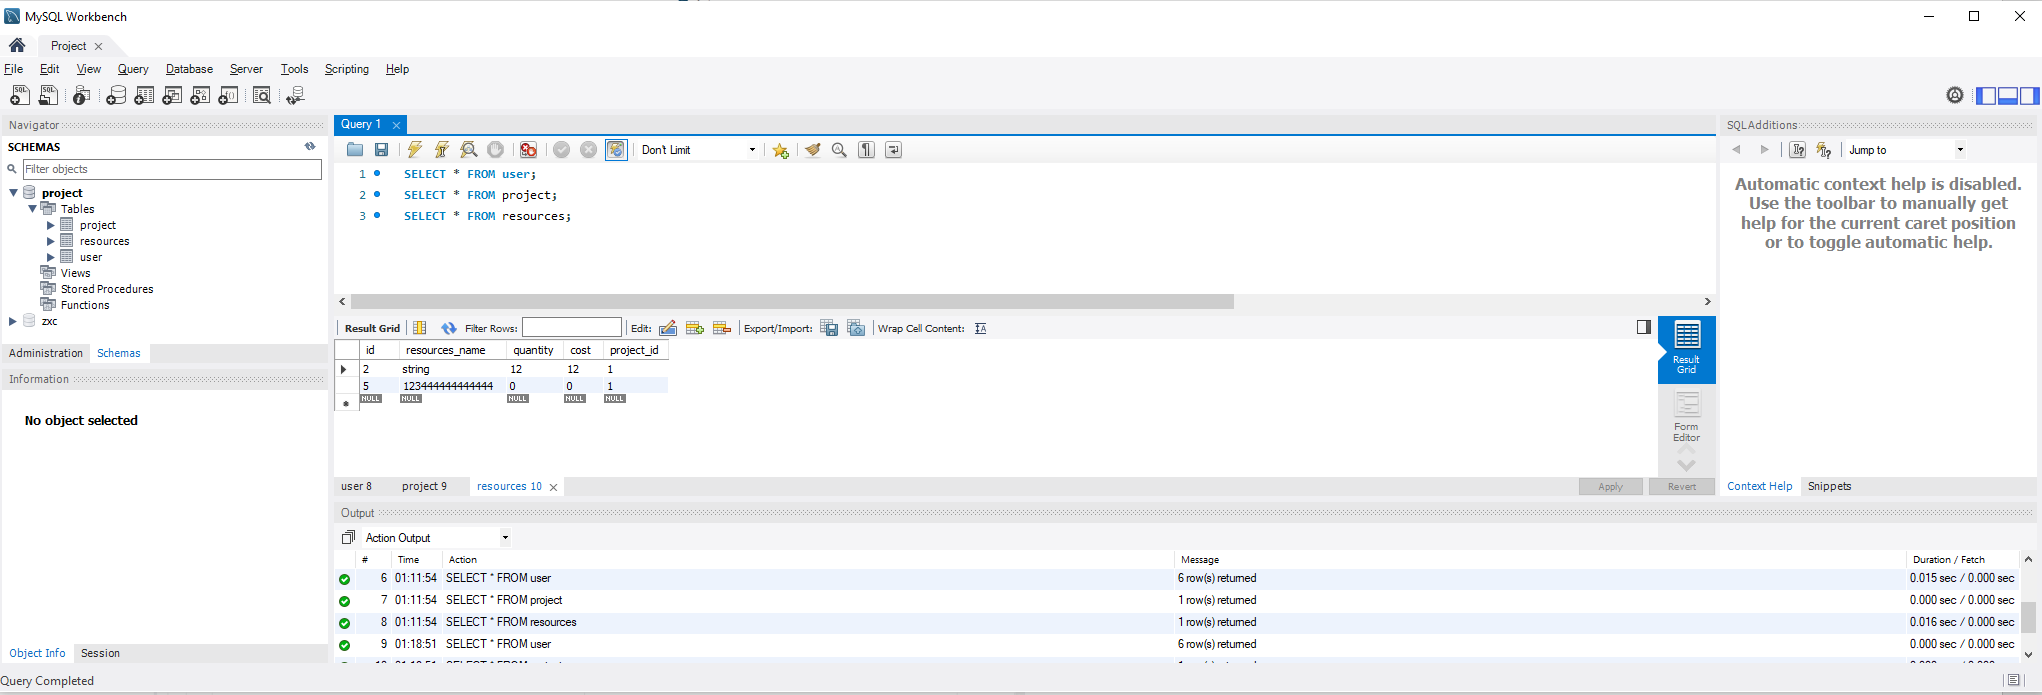 MySQL Workbench
Project
File Edit View Query Database Server Tools Scripting Help
Navigator
SCHEMAS
Filter objects
project
Tables
project
resources
user
Views
Stored Procedures
Functions
zxc
Administration Schemas
Information
No object selected
Object Info Session
Query 1
Don't Limit
1 SELECT * FROM user;
2 SELECT * FROM project;
3 SELECT * FROM resources;
Result Grid Filter Rows: Edit: Export/Import: Wrap Cell Content:
id resources_name quantity cost project_id
2 string 12 12 1
5 123444444444444 0 0 1
NULL NULL NULL NULL NULL
Result
Grid
Form
Editor
user 8 project 9 resources 10
Apply Revert
SQLAdditions
Jump to
Automatic context help is disabled.
Use the toolbar to manually get
help for the current caret position
or to toggle automatic help.
Context Help Snippets
Output
Action Output
# Time Action Message Duration / Fetch
6 01:11:54 SELECT * FROM user 6 row(s) returned 0.015 sec / 0.000 sec
7 01:11:54 SELECT * FROM project 1 row(s) returned 0.000 sec / 0.000 sec
8 01:11:54 SELECT * FROM resources 1 row(s) returned 0.016 sec / 0.000 sec
9 01:18:51 SELECT * FROM user 6 row(s) returned 0.000 sec / 0.000 sec
Query Completed